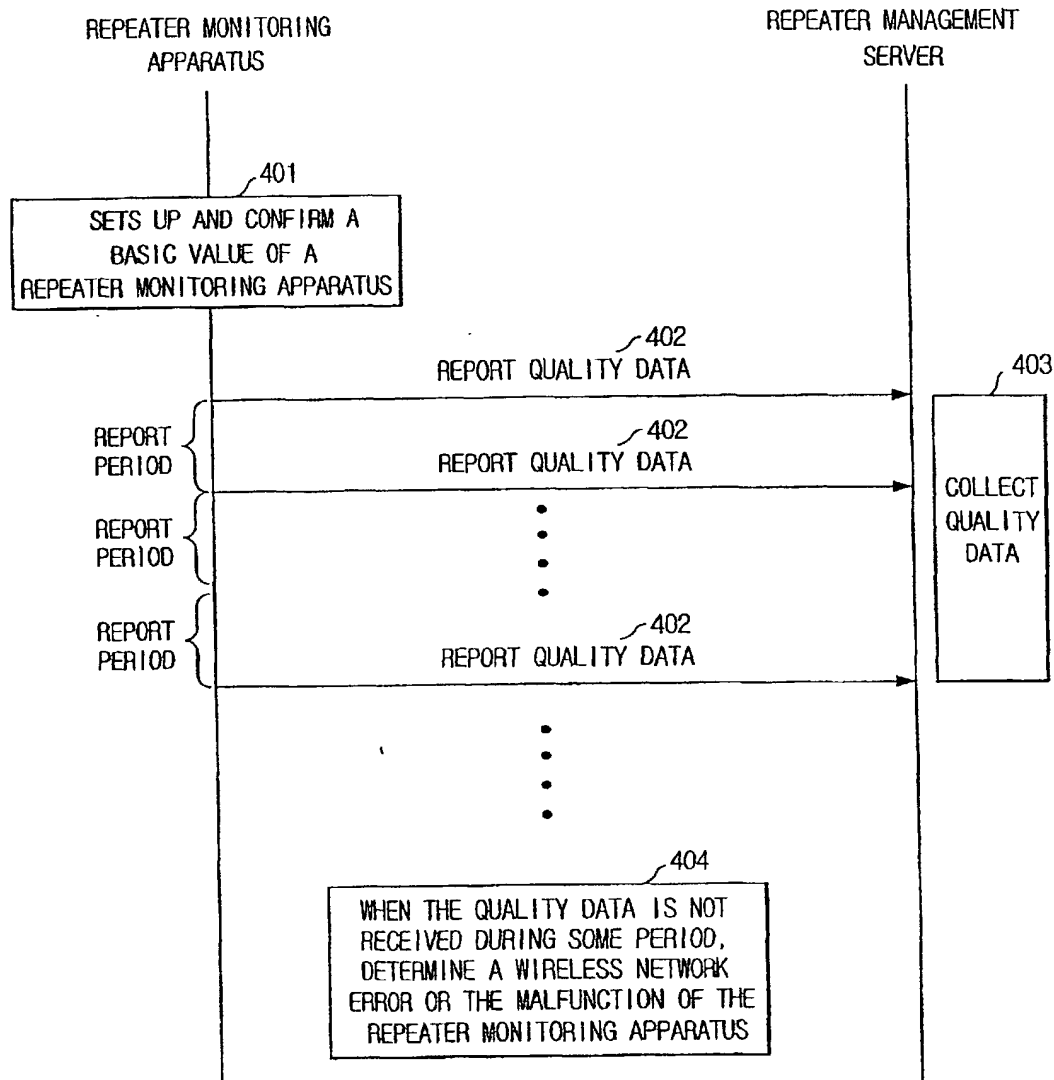 REPEATER MONITORING
APPARATUS
REPEATER MANAGEMENT
SERVER
401
SETS UP AND CONFIRM A
BASIC VALUE OF A
REPEATER MONITORING APPARATUS
402
REPORT QUALITY DATA
403
REPORT
PERIOD
402
REPORT QUALITY DATA
COLLECT
QUALITY
DATA
REPORT
PERIOD
REPORT
PERIOD
402
REPORT QUALITY DATA
404
WHEN THE QUALITY DATA IS NOT
RECEIVED DURING SOME PERIOD,
DETERMINE A WIRELESS NETWORK
ERROR OR THE MALFUNCTION OF THE
REPEATER MONITORING APPARATUS